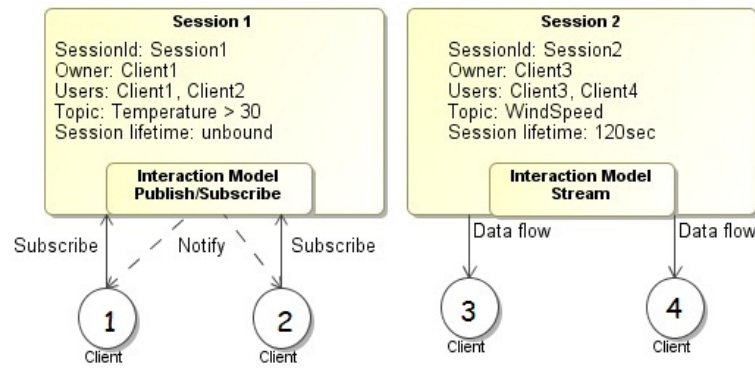 Session 1
SessionId: Session1
Owner: Client1
Users: Client1, Client2
Topic: Temperature > 30
Session lifetime: unbound
Interaction Model
Publish/Subscribe
Subscribe
Notify
Subscribe
1
Client
2
Client
Session 2
SessionId: Session2
Owner: Client3
Users: Client3, Client4
Topic: WindSpeed
Session lifetime: 120sec
Interaction Model
Stream
Data flow
Data flow
3
Client
4
Client